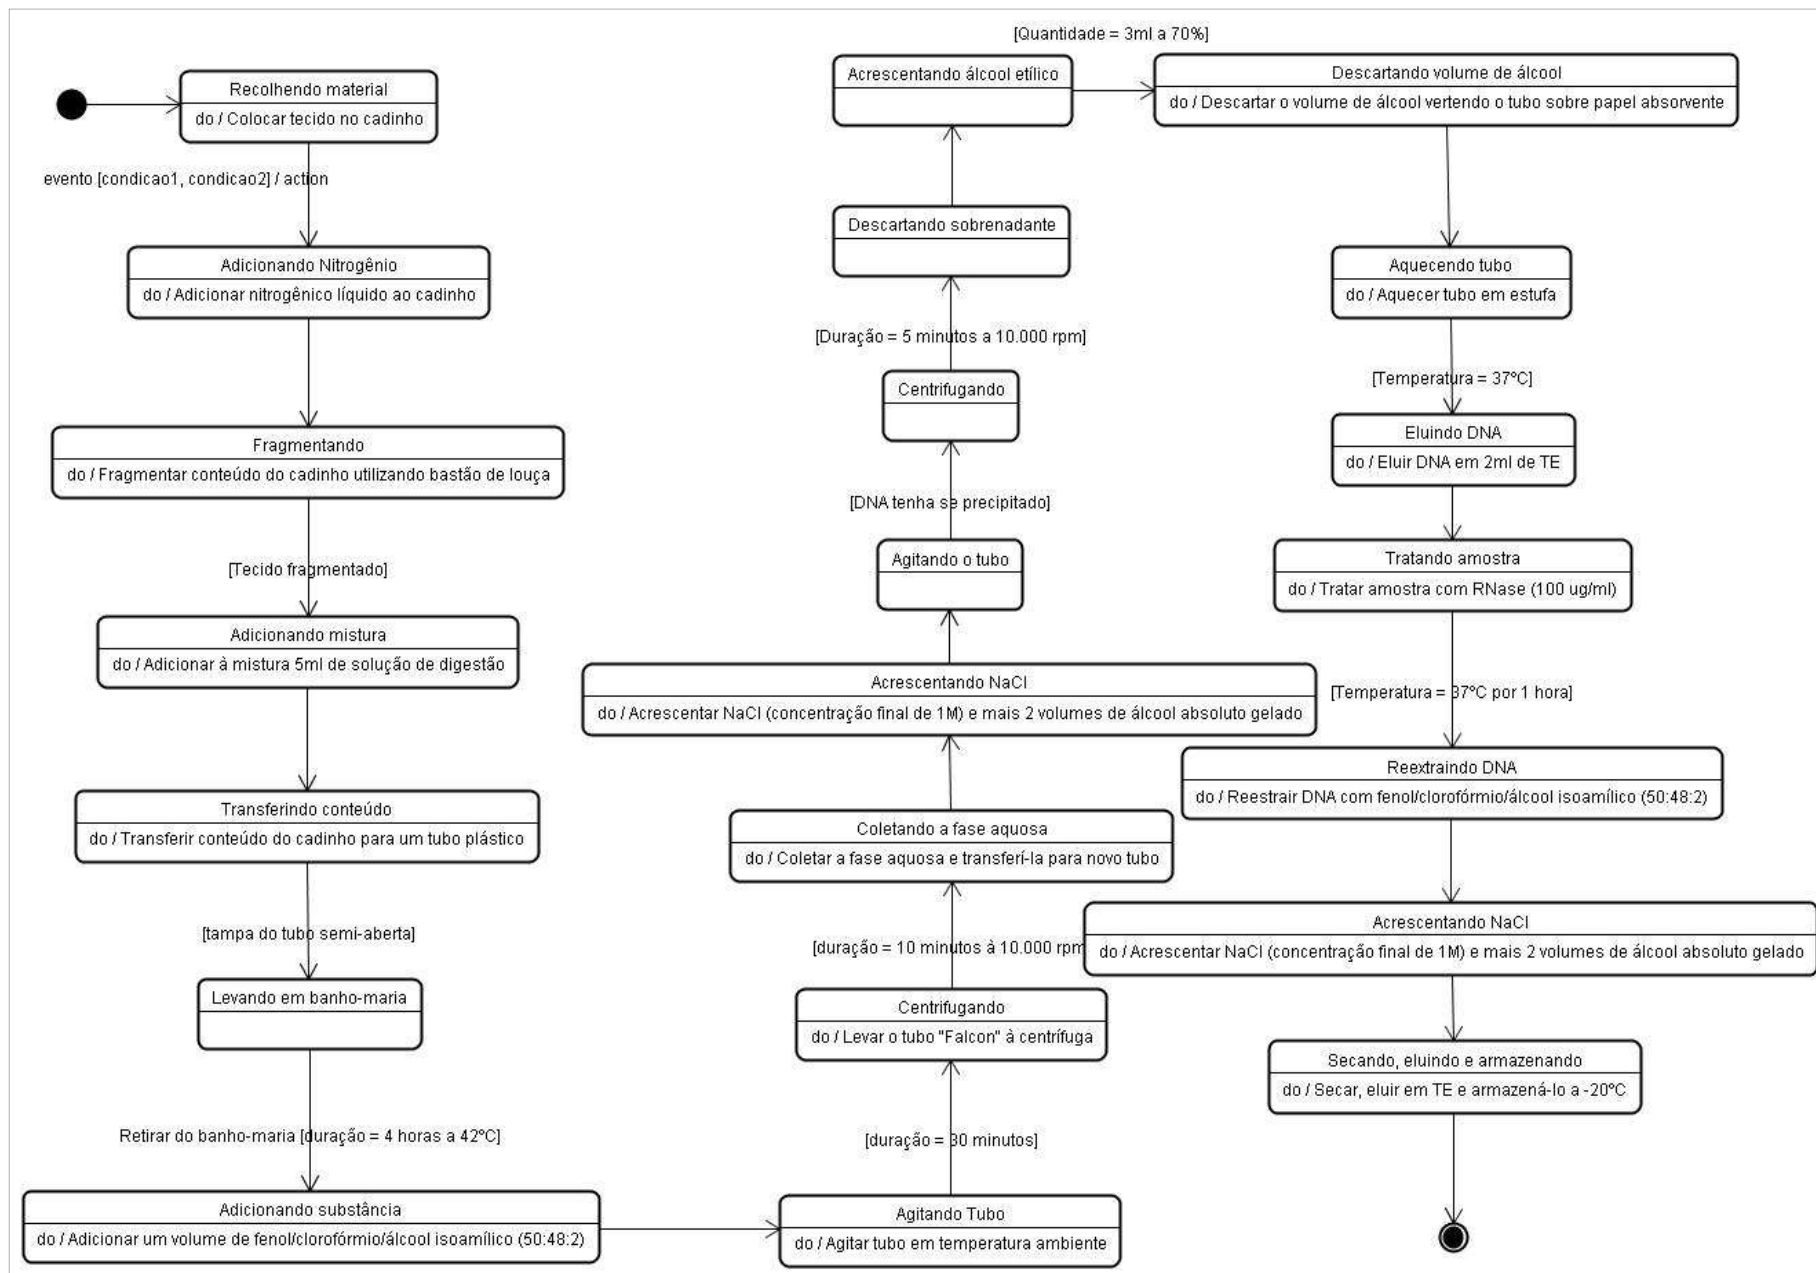 Recolhendo material
do / Colocar tecido no cadinho
evento [condicao1, condicao2] / action
Adicionando Nitrogênio
do / Adicionar nitrogênico líquido ao cadinho
Fragmentando
do / Fragmentar conteúdo do cadinho utilizando bastão de louça
[Tecido fragmentado]
Adicionando mistura
do / Adicionar à mistura 5ml de solução de digestão
Transferindo conteúdo
do / Transferir conteúdo do cadinho para um tubo plástico
[tampa do tubo semi-aberta]
Levando em banho-maria
Retirar do banho-maria [duração = 4 horas a 42ºC]
Adicionando substância
do / Adicionar um volume de fenol/clorofórmio/álcool isoamílico (50:48:2)
Agitando Tubo
do / Agitar tubo em temperatura ambiente
[duração = 30 minutos]
Centrifugando
do / Levar o tubo "Falcon" à centrífuga
[duração = 10 minutos à 10.000 rpm
Coletando a fase aquosa
do / Coletar a fase aquosa e transferí-la para novo tubo
Acrescentando NaCl
do / Acrescentar NaCl (concentração final de 1M) e mais 2 volumes de álcool absoluto gelado
Agitando o tubo
[DNA tenha se precipitado]
Centrifugando
[Duração = 5 minutos a 10.000 rpm]
Descartando sobrenadante
Acrescentando álcool etílico
[Quantidade = 3ml a 70%]
Descartando volume de álcool
do / Descartar o volume de álcool vertendo o tubo sobre papel absorvente
Aquecendo tubo
do / Aquecer tubo em estufa
[Temperatura = 37ºC]
Eluindo DNA
do / Eluir DNA em 2ml de TE
Tratando amostra
do / Tratar amostra com RNase (100 ug/ml)
[Temperatura = 37ºC por 1 hora]
Reextraindo DNA
do / Reestrair DNA com fenol/clorofórmio/álcool isoamílico (50:48:2)
Acrescentando NaCl
do / Acrescentar NaCl (concentração final de 1M) e mais 2 volumes de álcool absoluto gelado
Secando, eluindo e armazenando
do / Secar, eluir em TE e armazená-lo a -20ºC